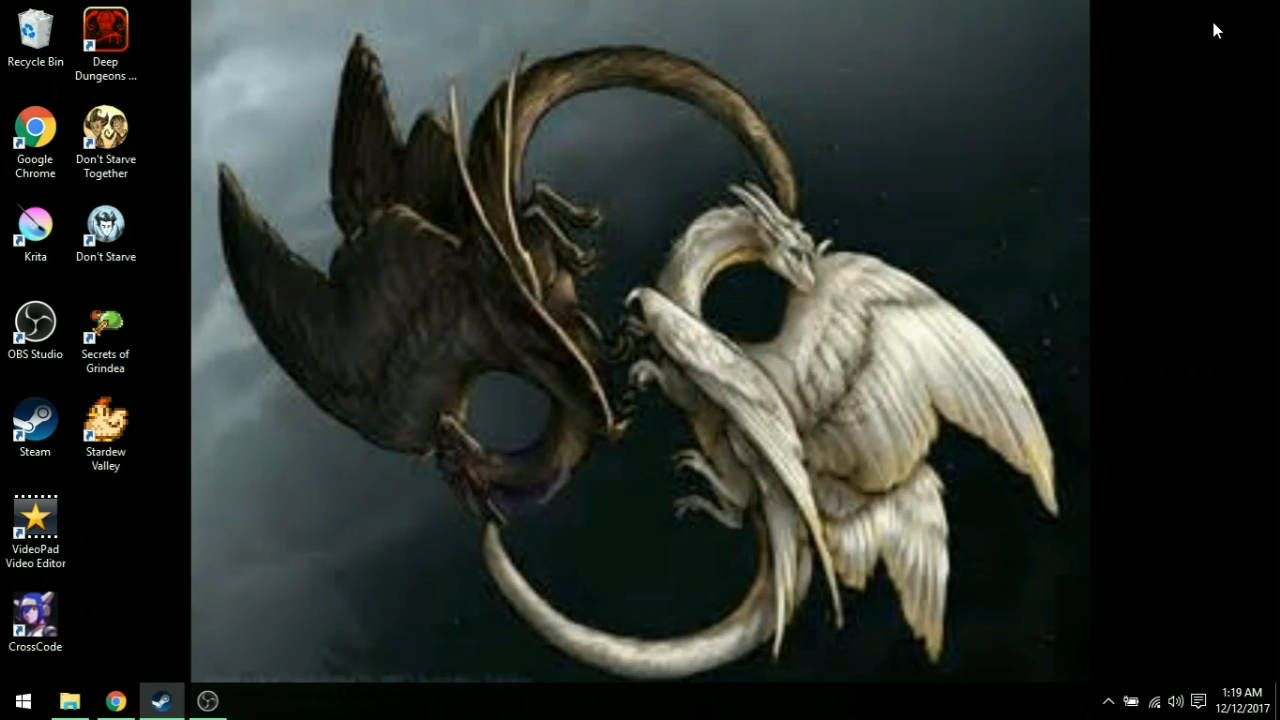 Recycle Bin
Deep
Dungeons ...
Google
Chrome
Don't Starve
Together
Krita
Don't Starve
OBS Studio
Secrets of
Grindea
Steam
Stardew
Valley
VideoPad
Video Editor
CrossCode
1:19 AM
12/12/2017